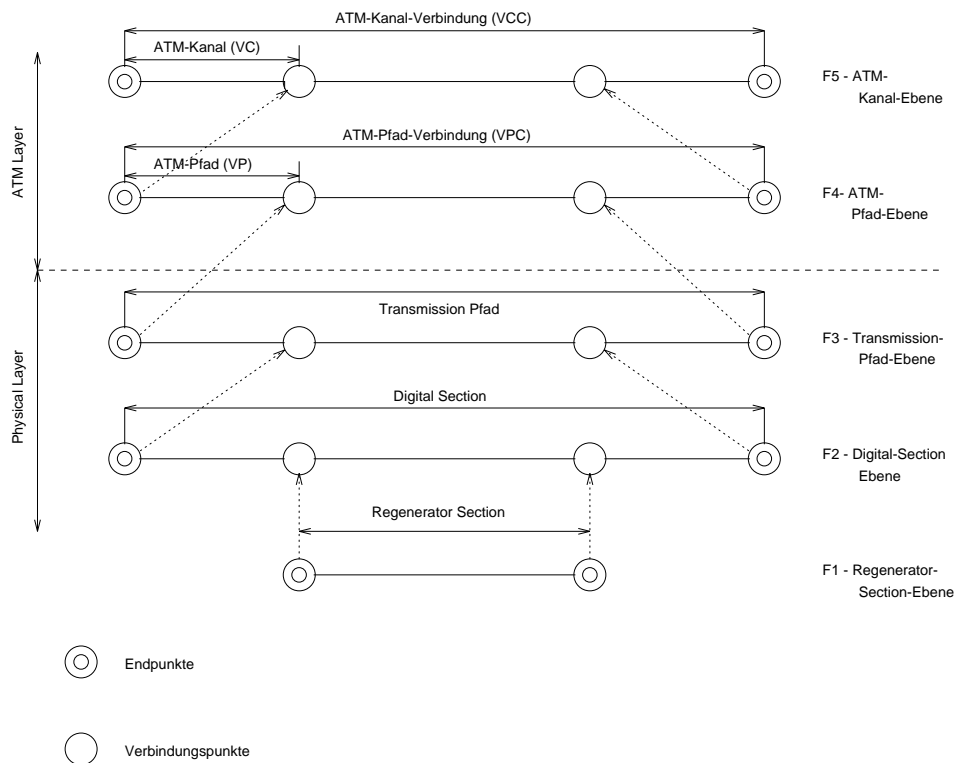 ATM-Kanal-Verbindung (VCC)
ATM-Kanal (VC)
F5 - ATM-
Kanal-Ebene
ATM-Pfad-Verbindung (VPC)
ATM-Pfad (VP)
F4- ATM-
Pfad-Ebene
ATM Layer
Transmission Pfad
F3 - Transmission-
Pfad-Ebene
Physical Layer
Digital Section
F2 - Digital-Section
Ebene
Regenerator Section
F1 - Regenerator-
Section-Ebene
Endpunkte
Verbindungspunkte